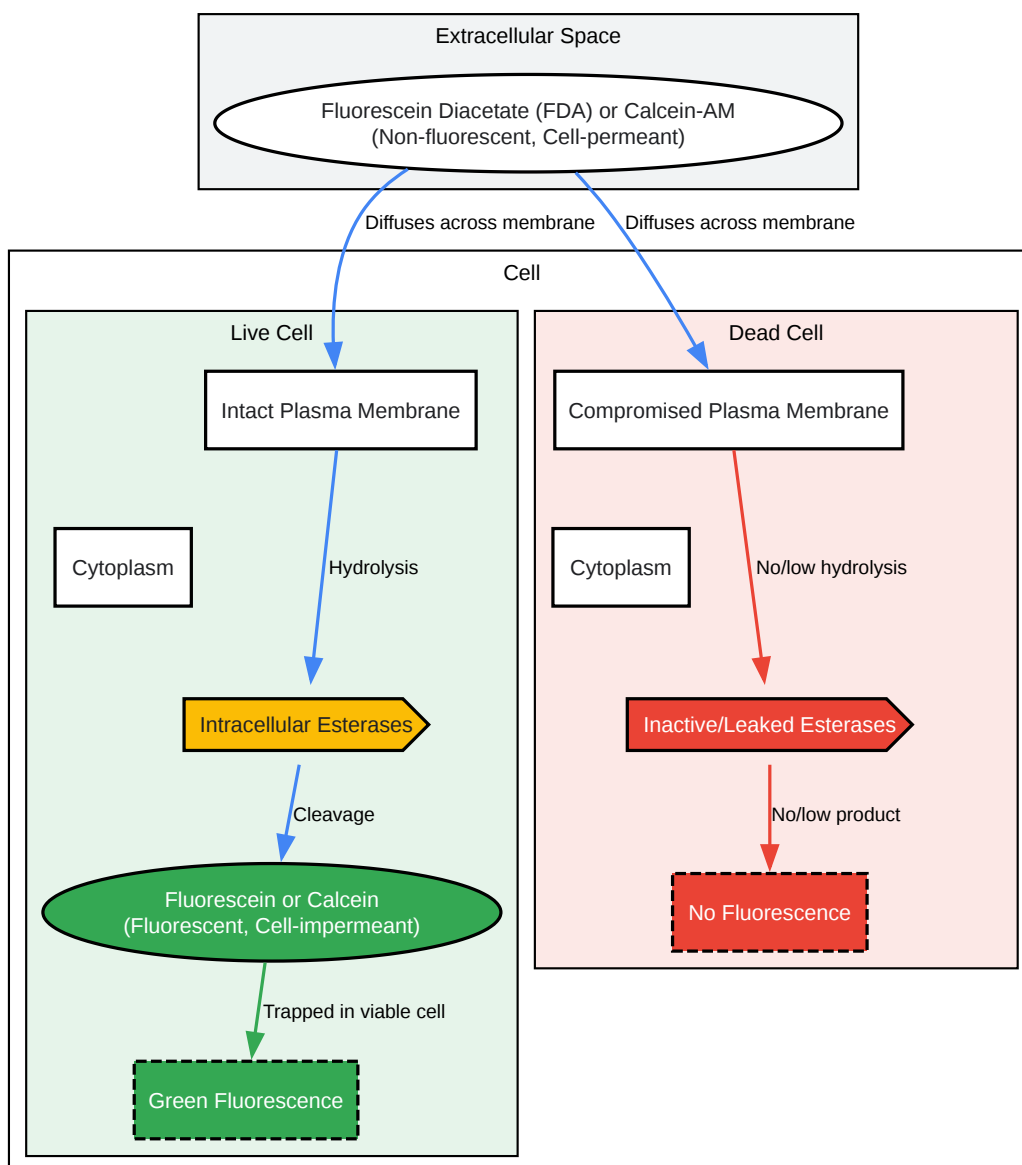 Extracellular Space
Fluorescein Diacetate (FDA) or Calcein-AM
(Non-fluorescent, Cell-permeant)
Diffuses across membrane
Diffuses across membrane
Cell
Live Cell
Dead Cell
Intact Plasma Membrane
Compromised Plasma Membrane
Cytoplasm
Hydrolysis
Cytoplasm
No/low hydrolysis
Intracellular Esterases
Inactive/Leaked Esterases
Cleavage
No/low product
Fluorescein or Calcein
(Fluorescent, Cell-impermeant)
No Fluorescence
Trapped in viable cell
Green Fluorescence